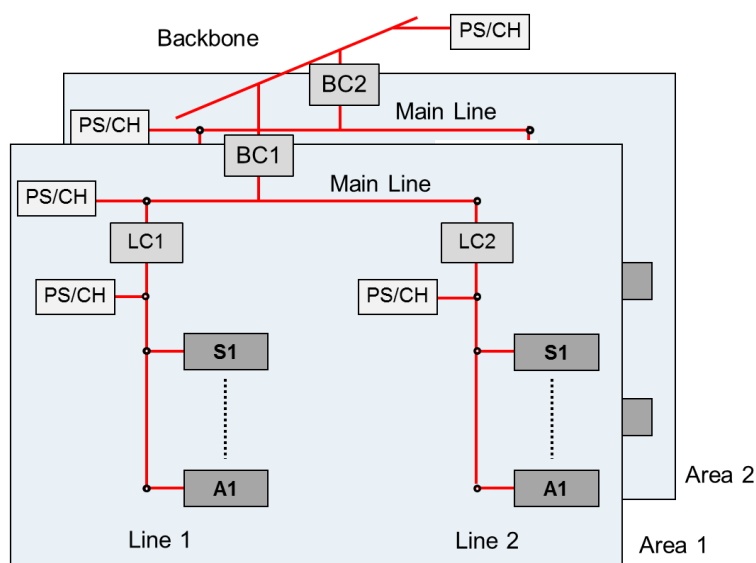 PS/CH
Backbone
BC2
Main Line
PS/CH
BC1
Main Line
PS/CH
LC1
LC2
PS/CH
PS/CH
S1
S1
A1
A1
Area 2
Line 1
Line 2
Area 1